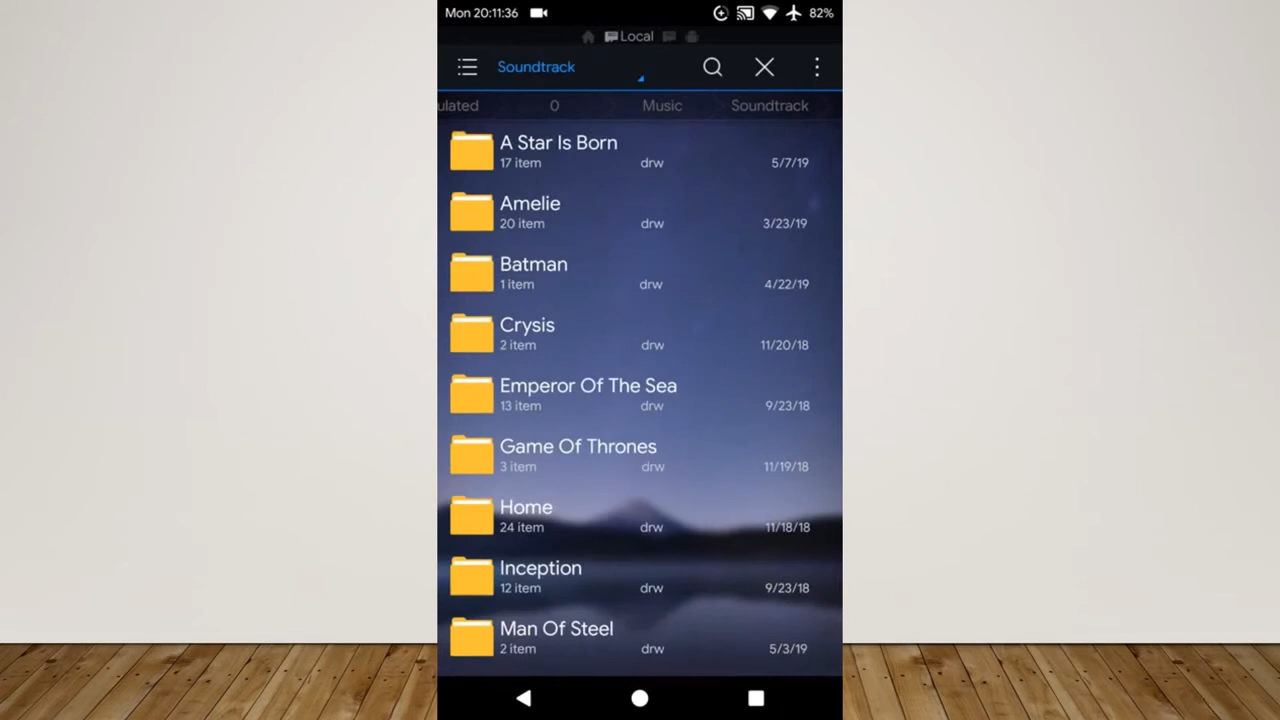 Mon 20:11:36 82%
Local
Soundtrack
ulated 0 Music Soundtrack
A Star Is Born
17 item drw 5/7/19
Amelie
20 item drw 3/23/19
Batman
1 item drw 4/22/19
Crysis
2 item drw 11/20/18
Emperor Of The Sea
13 item drw 9/23/18
Game Of Thrones
3 item drw 11/19/18
Home
24 item drw 11/18/18
Inception
12 item drw 9/23/18
Man Of Steel
2 item drw 5/3/19